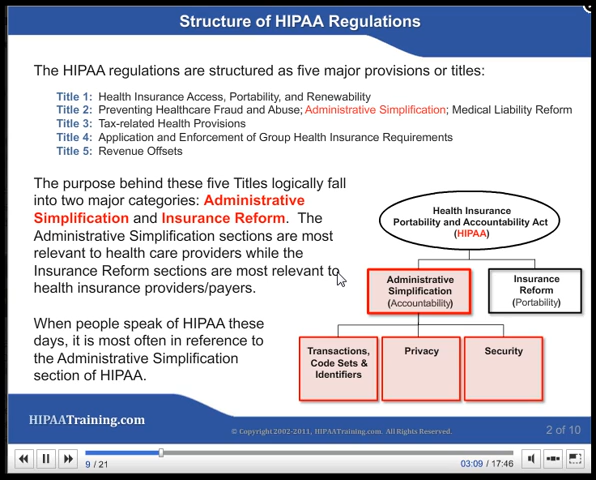 Structure of HIPAA Regulations
The HIPAA regulations are structured as five major provisions or titles:
Title 1: Health Insurance Access, Portability, and Renewability
Title 2: Preventing Healthcare Fraud and Abuse; Administrative Simplification; Medical Liability Reform
Title 3: Tax-related Health Provisions
Title 4: Application and Enforcement of Group Health Insurance Requirements
Title 5: Revenue Offsets
The purpose behind these five Titles logically fall
into two major categories: Administrative
Simplification and Insurance Reform. The
Administrative Simplification sections are most
relevant to health care providers while the
Insurance Reform sections are most relevant to
health insurance providers/payers.
When people speak of HIPAA these
days, it is most often in reference to
the Administrative Simplification
section of HIPAA.
Health Insurance
Portability and Accountability Act
(HIPAA)
Administrative
Simplification
(Accountability)
Insurance
Reform
(Portability)
Transactions,
Code Sets &
Identifiers
Privacy
Security
HIPAATraining.com
© Copyright 2002-2011, HIPAATraining.com. All Rights Reserved.
2 of 10
9 / 21
03:09 / 17:46